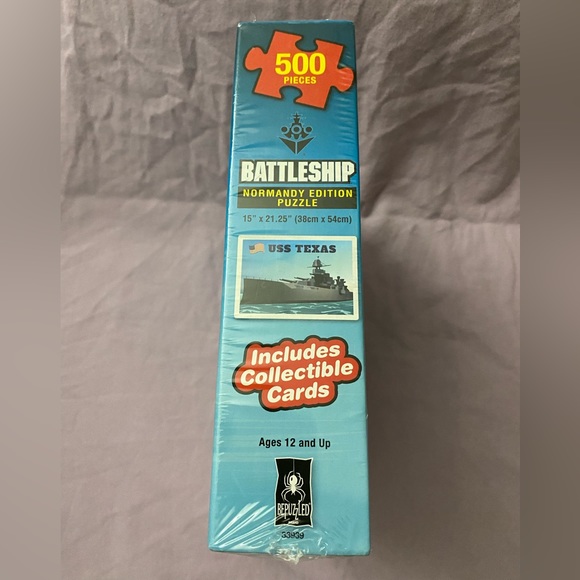 500
PIECES
BATTLESHIP
NORMANDY EDITION
PUZZLE
15" x 21.25" (38cm x 54cm)
USS TEXAS
Includes
Collectible
Cards
Ages 12 and Up
BEPUZZLED
33939